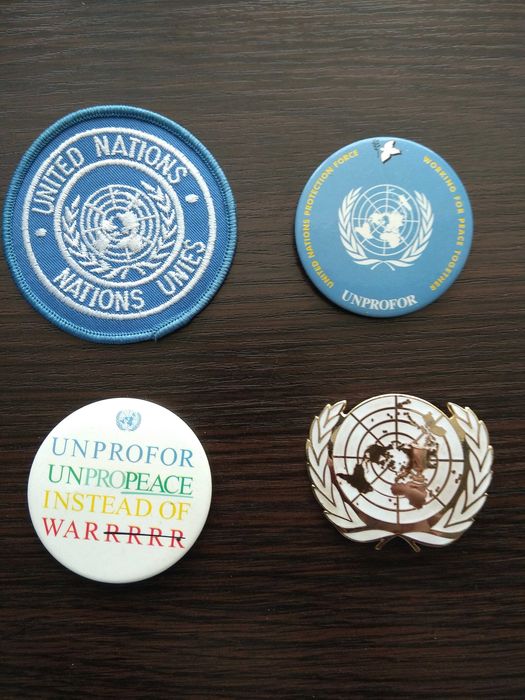 UNITED NATIONS
NATIONS UNIES
UNITED NATIONS PROTECTION FORCE
WORKING FOR PEACE TOGETHER
UNPROFOR
UNPROFOR
UNPROPEACE
INSTEAD OF
WARRRRR